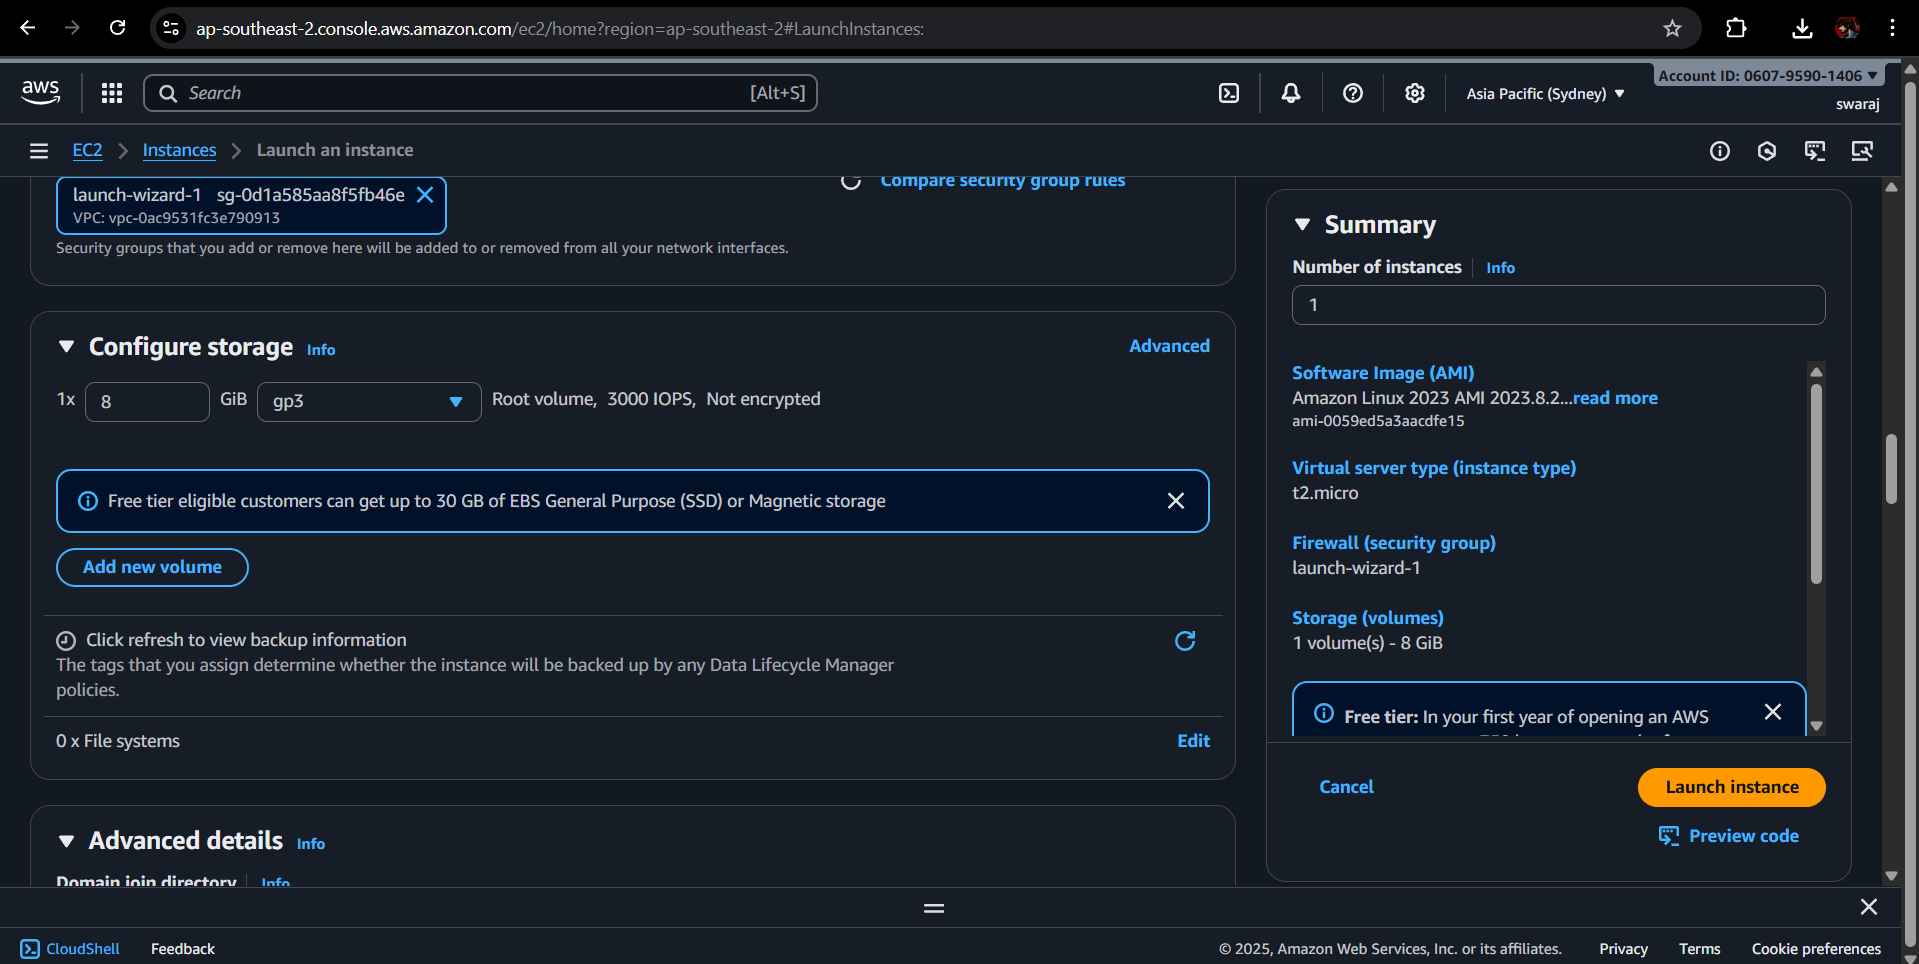 ap-southeast-2.console.aws.amazon.com/ec2/home?region=ap-southeast-2#LaunchInstances:
aws
Search
[Alt+S]
Asia Pacific (Sydney)
Account ID: 0607-9590-1406
swaraj
EC2
Instances
Launch an instance
launch-wizard-1 sg-0d1a585aa8f5fb46e
VPC: vpc-0ac9531fc3e790913
Compare security group rules
Security groups that you add or remove here will be added to or removed from all your network interfaces.
Configure storage Info
Advanced
1x 8 GiB gp3 Root volume, 3000 IOPS, Not encrypted
Free tier eligible customers can get up to 30 GB of EBS General Purpose (SSD) or Magnetic storage
Add new volume
Click refresh to view backup information
The tags that you assign determine whether the instance will be backed up by any Data Lifecycle Manager
policies.
0 x File systems
Edit
Advanced details Info
Domain join directory Info
Summary
Number of instances Info
1
Software Image (AMI)
Amazon Linux 2023 AMI 2023.8.2...read more
ami-0059ed5a3aacdfe15
Virtual server type (instance type)
t2.micro
Firewall (security group)
launch-wizard-1
Storage (volumes)
1 volume(s) - 8 GiB
Free tier: In your first year of opening an AWS
Cancel
Launch instance
Preview code
CloudShell
Feedback
© 2025, Amazon Web Services, Inc. or its affiliates.
Privacy
Terms
Cookie preferences